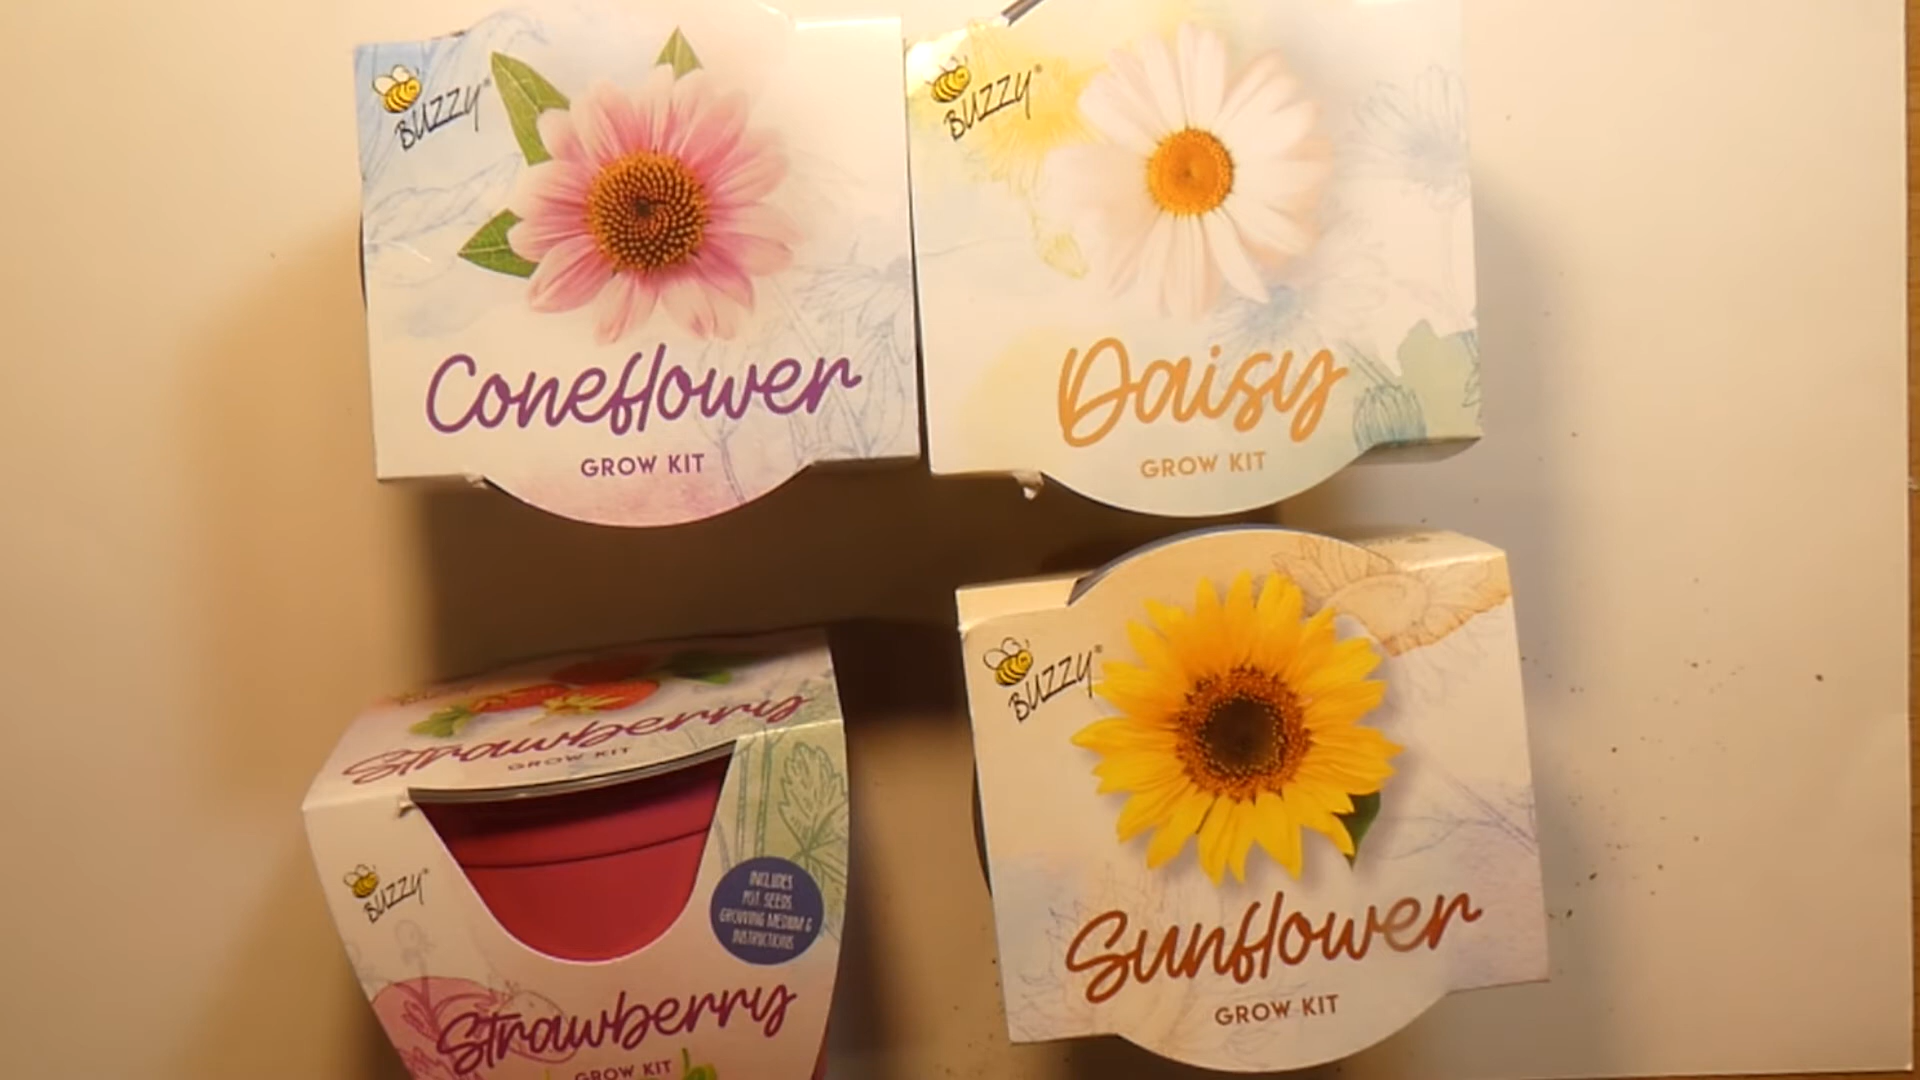 BUZZY®
Coneflower
GROW KIT
BUZZY®
Daisy
GROW KIT
Strawberry
GROW KIT
BUZZY®
INCLUDES
POT, SEEDS,
GROWING MEDIUM &
INSTRUCTIONS
Strawberry
GROW KIT
BUZZY®
Sunflower
GROW KIT